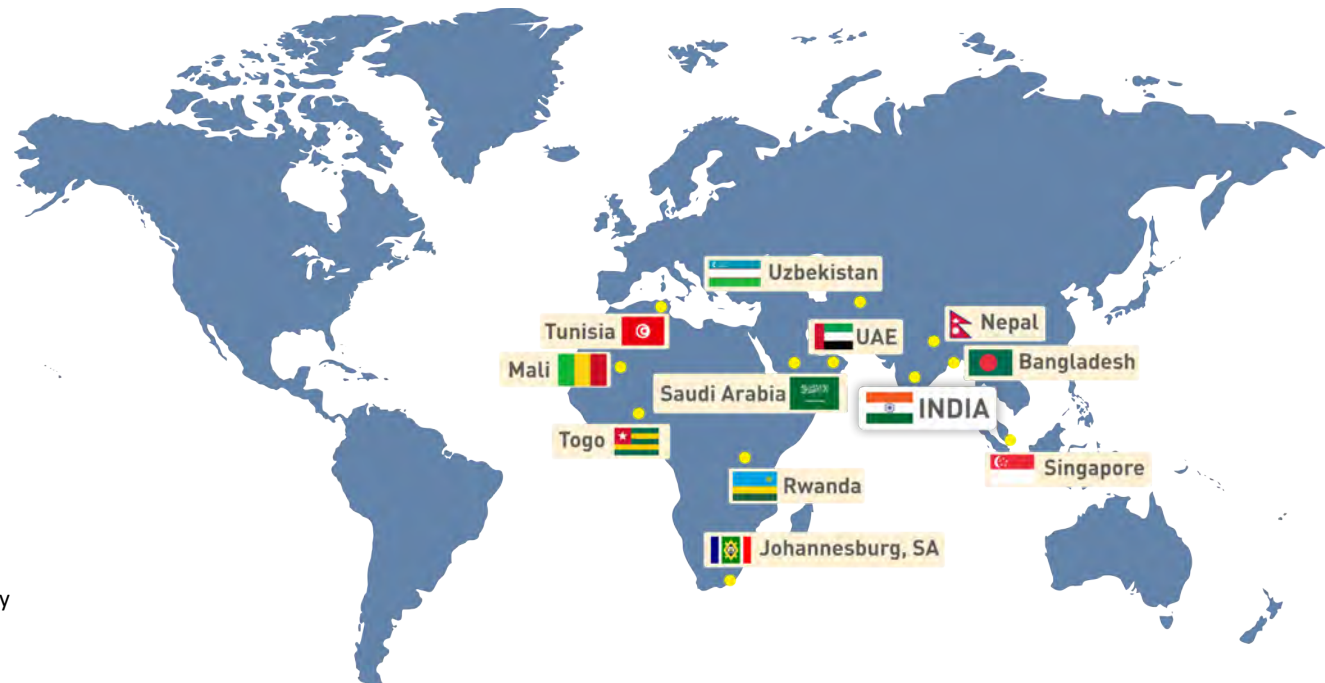 Uzbekistan
Tunisia
UAE
Nepal
Mali
Bangladesh
Saudi Arabia
INDIA
Togo
Singapore
Rwanda
Johannesburg, SA
y